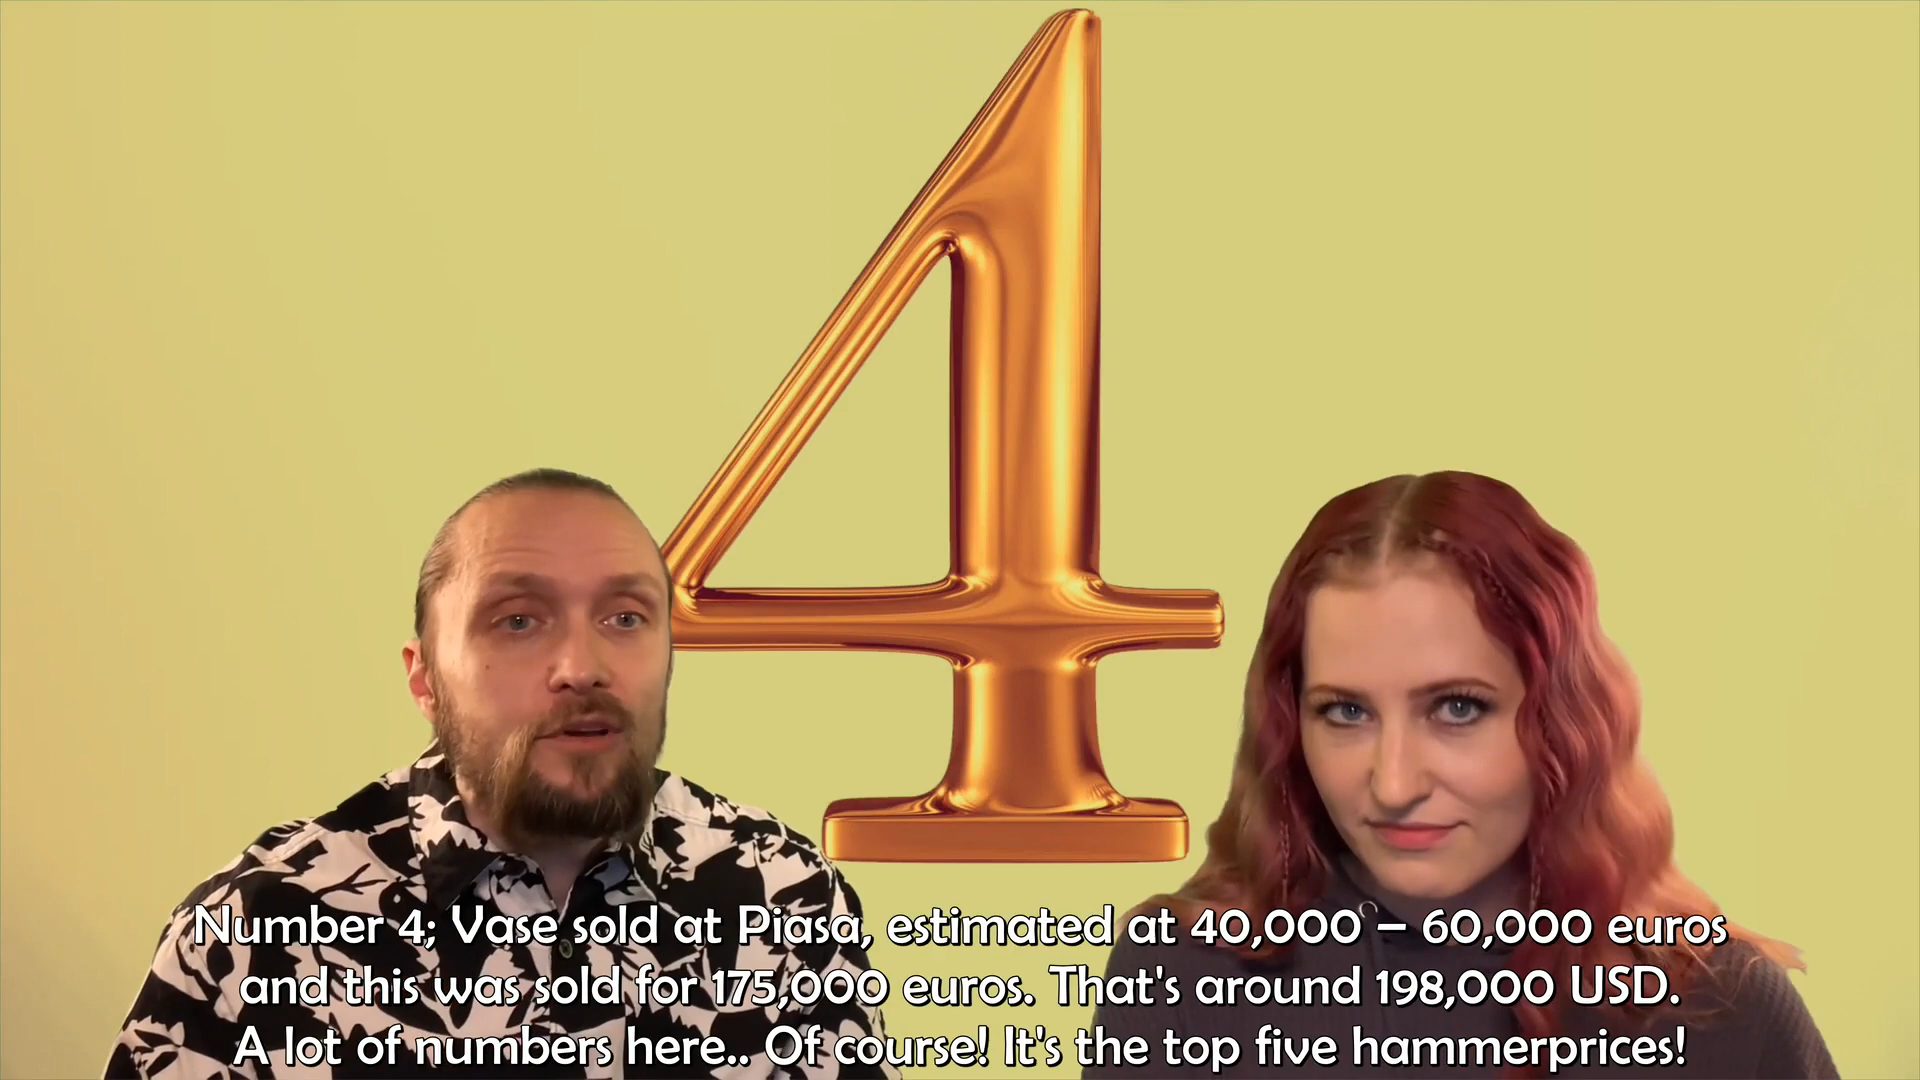 4
Number 4; Vase sold at Piasa, estimated at 40,000 – 60,000 euros
and this was sold for 175,000 euros. That's around 198,000 USD.
A lot of numbers here.. Of course! It's the top five hammerprices!